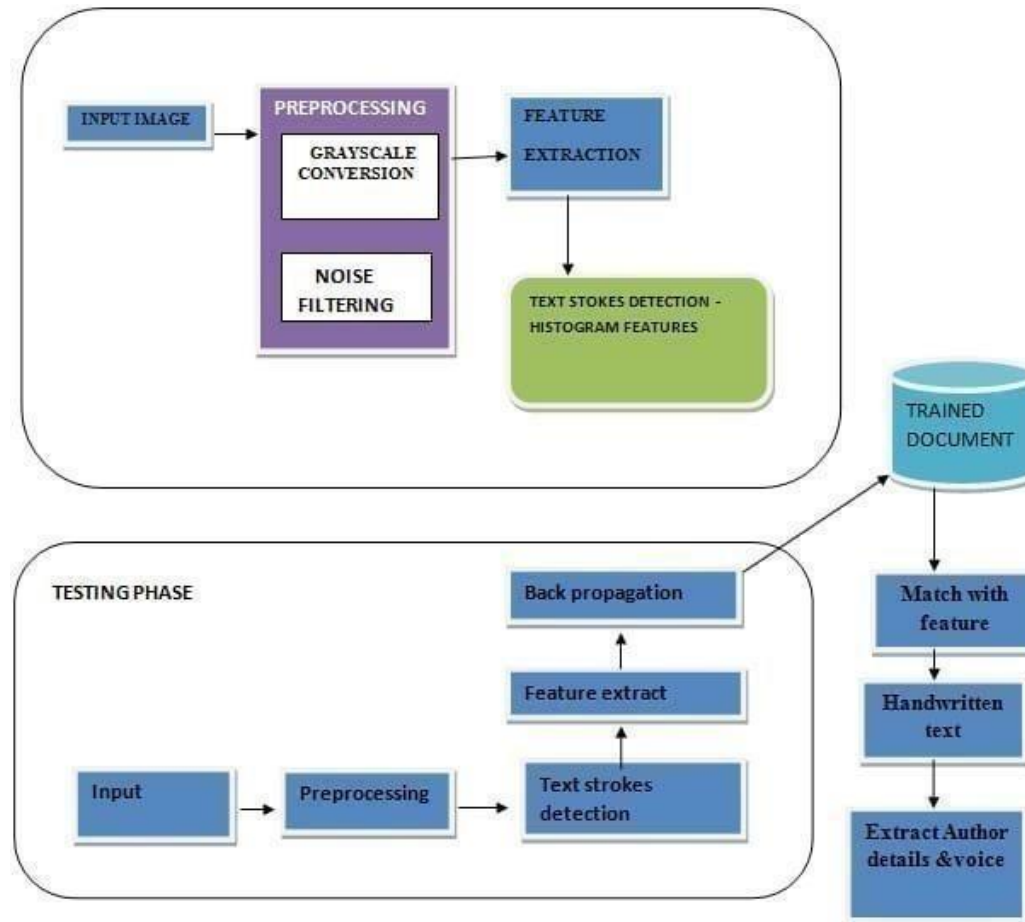 INPUT IMAGE
PREPROCESSING
GRAYSCALE
CONVERSION
NOISE
FILTERING
FEATURE
EXTRACTION
TEXT STOKES DETECTION -
HISTOGRAM FEATURES
TRAINED
DOCUMENT
TESTING PHASE
Input
Preprocessing
Text strokes
detection
Feature extract
Back propagation
Match with
feature
Handwritten
text
Extract Author
details &voice